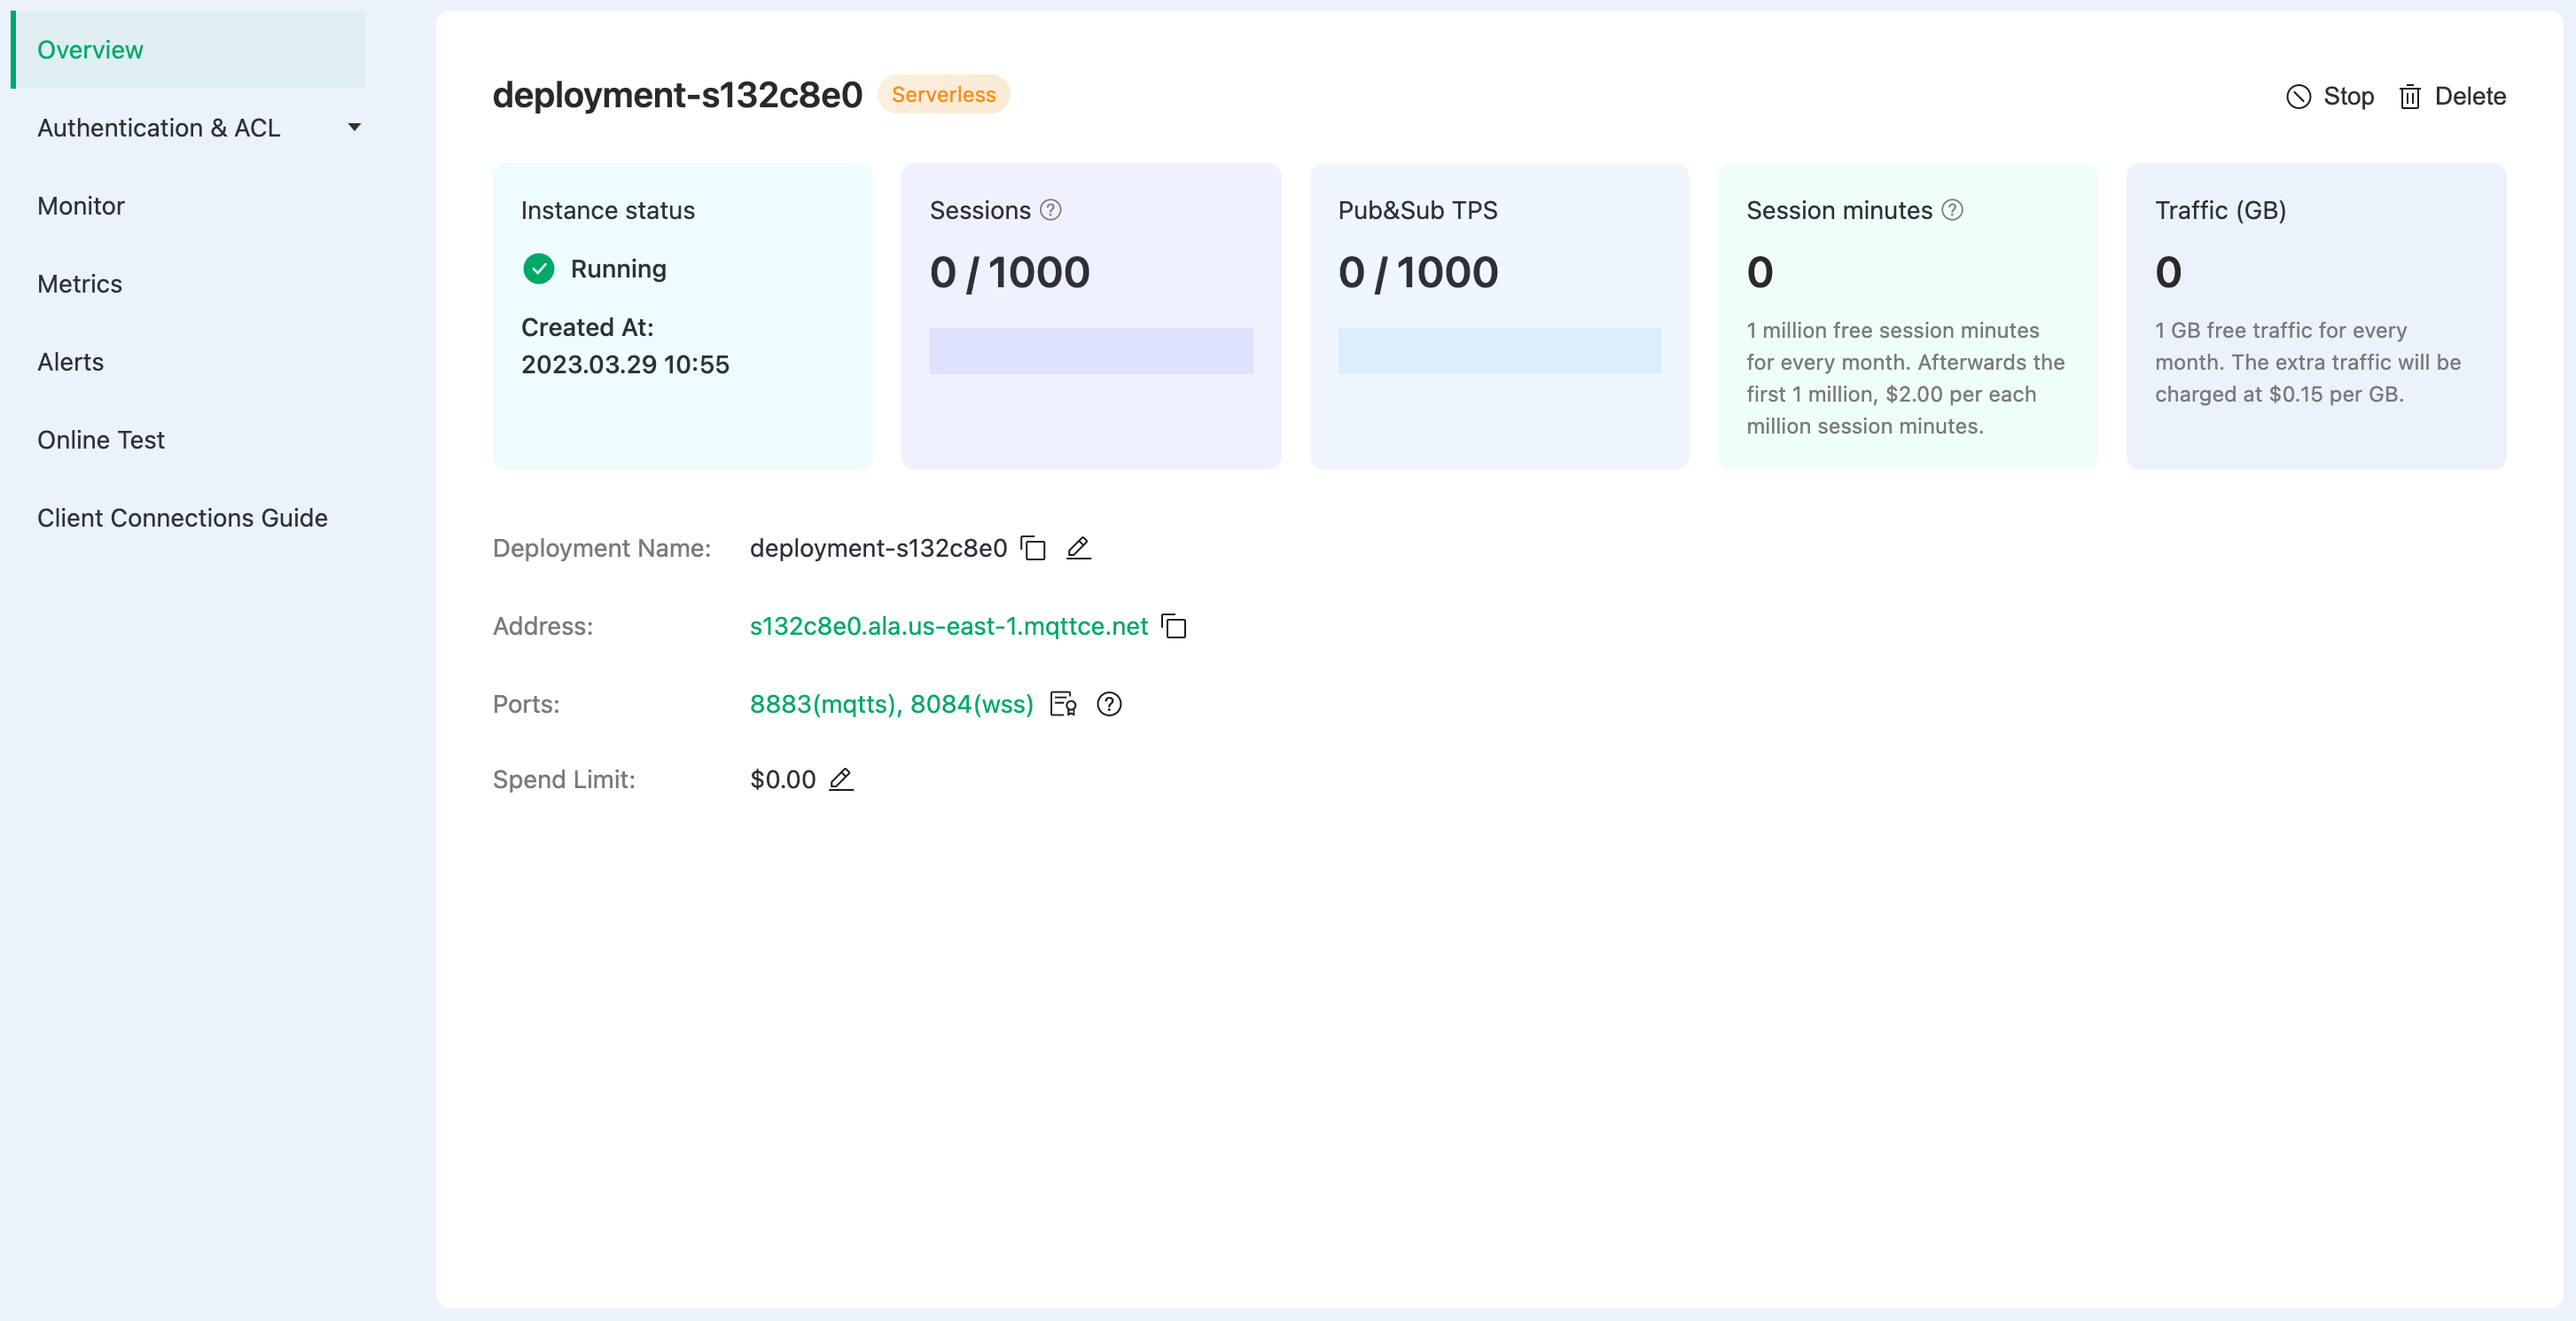 Overview
Authentication & ACL
Monitor
Metrics
Alerts
Online Test
Client Connections Guide
deployment-s132c8e0 Serverless
Stop Delete
Instance status
Running
Created At:
2023.03.29 10:55
Sessions
0 / 1000
Pub&Sub TPS
0 / 1000
Session minutes
0
1 million free session minutes
for every month. Afterwards the
first 1 million, $2.00 per each
million session minutes.
Traffic (GB)
0
1 GB free traffic for every
month. The extra traffic will be
charged at $0.15 per GB.
Deployment Name: deployment-s132c8e0
Address: s132c8e0.ala.us-east-1.mqttce.net
Ports: 8883(mqtts), 8084(wss)
Spend Limit: $0.00